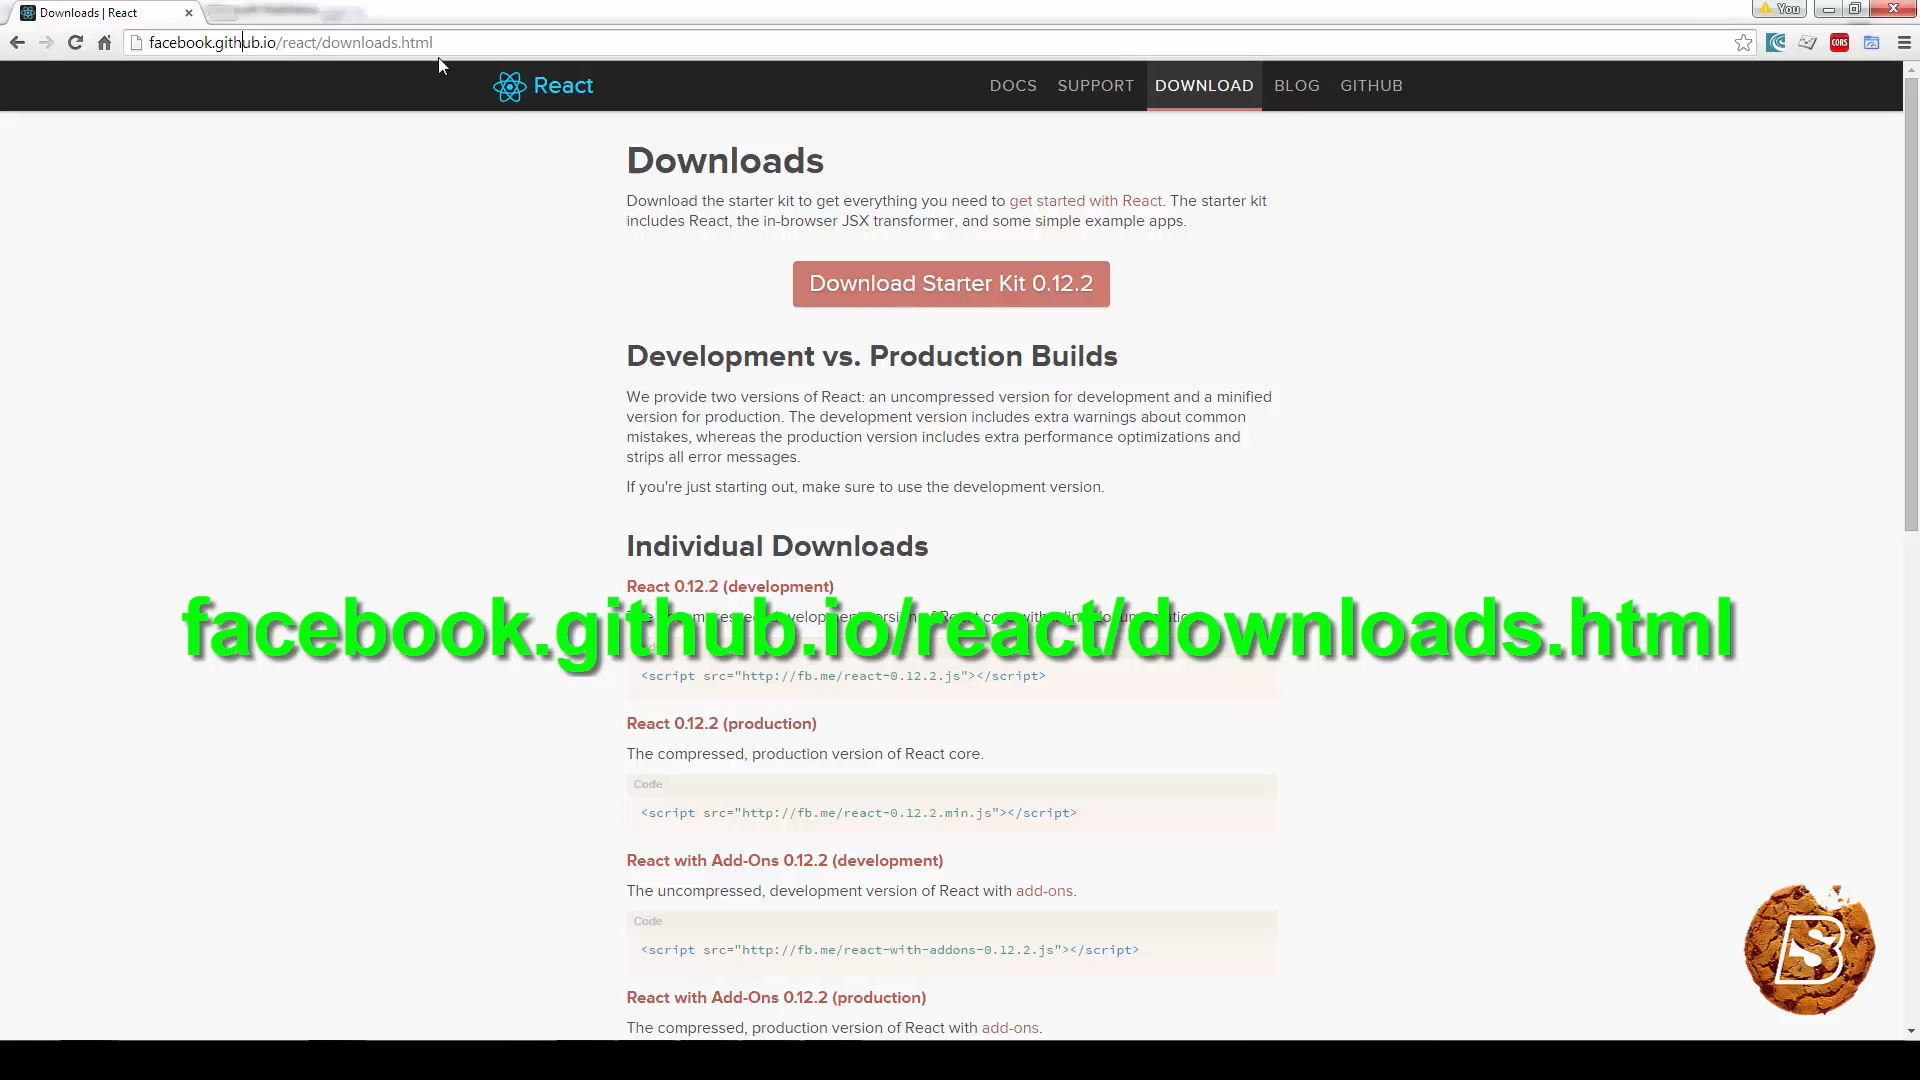 Downloads | React
You
facebook.github.io/react/downloads.html
CORS
React DOCS SUPPORT DOWNLOAD BLOG GITHUB
Downloads
Download the starter kit to get everything you need to get started with React. The starter kit
includes React, the in-browser JSX transformer, and some simple example apps.
Download Starter Kit 0.12.2
Development vs. Production Builds
We provide two versions of React: an uncompressed version for development and a minified
version for production. The development version includes extra warnings about common
mistakes, whereas the production version includes extra performance optimizations and
strips all error messages.
If you're just starting out, make sure to use the development version.
Individual Downloads
React 0.12.2 (development)
facebook.github.io/react/downloads.html
<script src="http://fb.me/react-0.12.2.js"></script>
React 0.12.2 (production)
The compressed, production version of React core.
Code
<script src="http://fb.me/react-0.12.2.min.js"></script>
React with Add-Ons 0.12.2 (development)
The uncompressed, development version of React with add-ons.
Code
<script src="http://fb.me/react-with-addons-0.12.2.js"></script>
React with Add-Ons 0.12.2 (production)
The compressed, production version of React with add-ons.